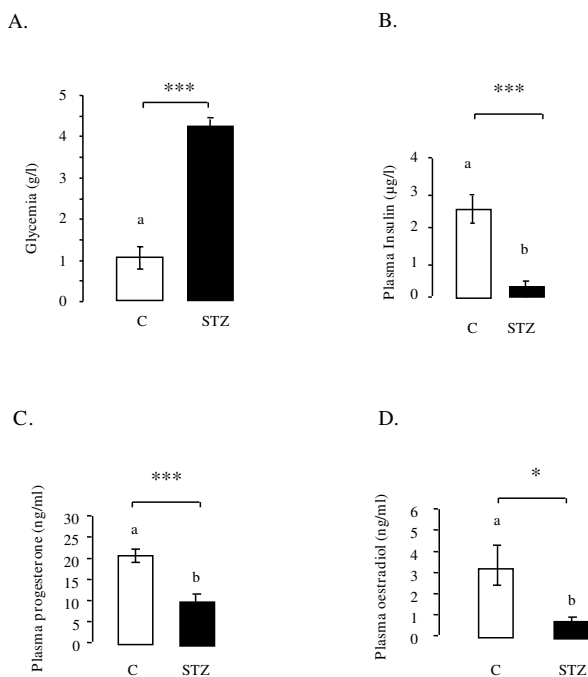 A.
***
Glycemia (g/l)
5
4
3
2
1
0
a
C STZ
B.
***
Plasma Insulin (µg/l)
4
3
2
1
0
a
b
C STZ
C.
***
Plasma progesterone (ng/ml)
30
25
20
15
10
5
0
a
b
C STZ
D.
*
Plasma oestradiol (ng/ml)
6
5
4
3
2
1
0
a
b
C STZ